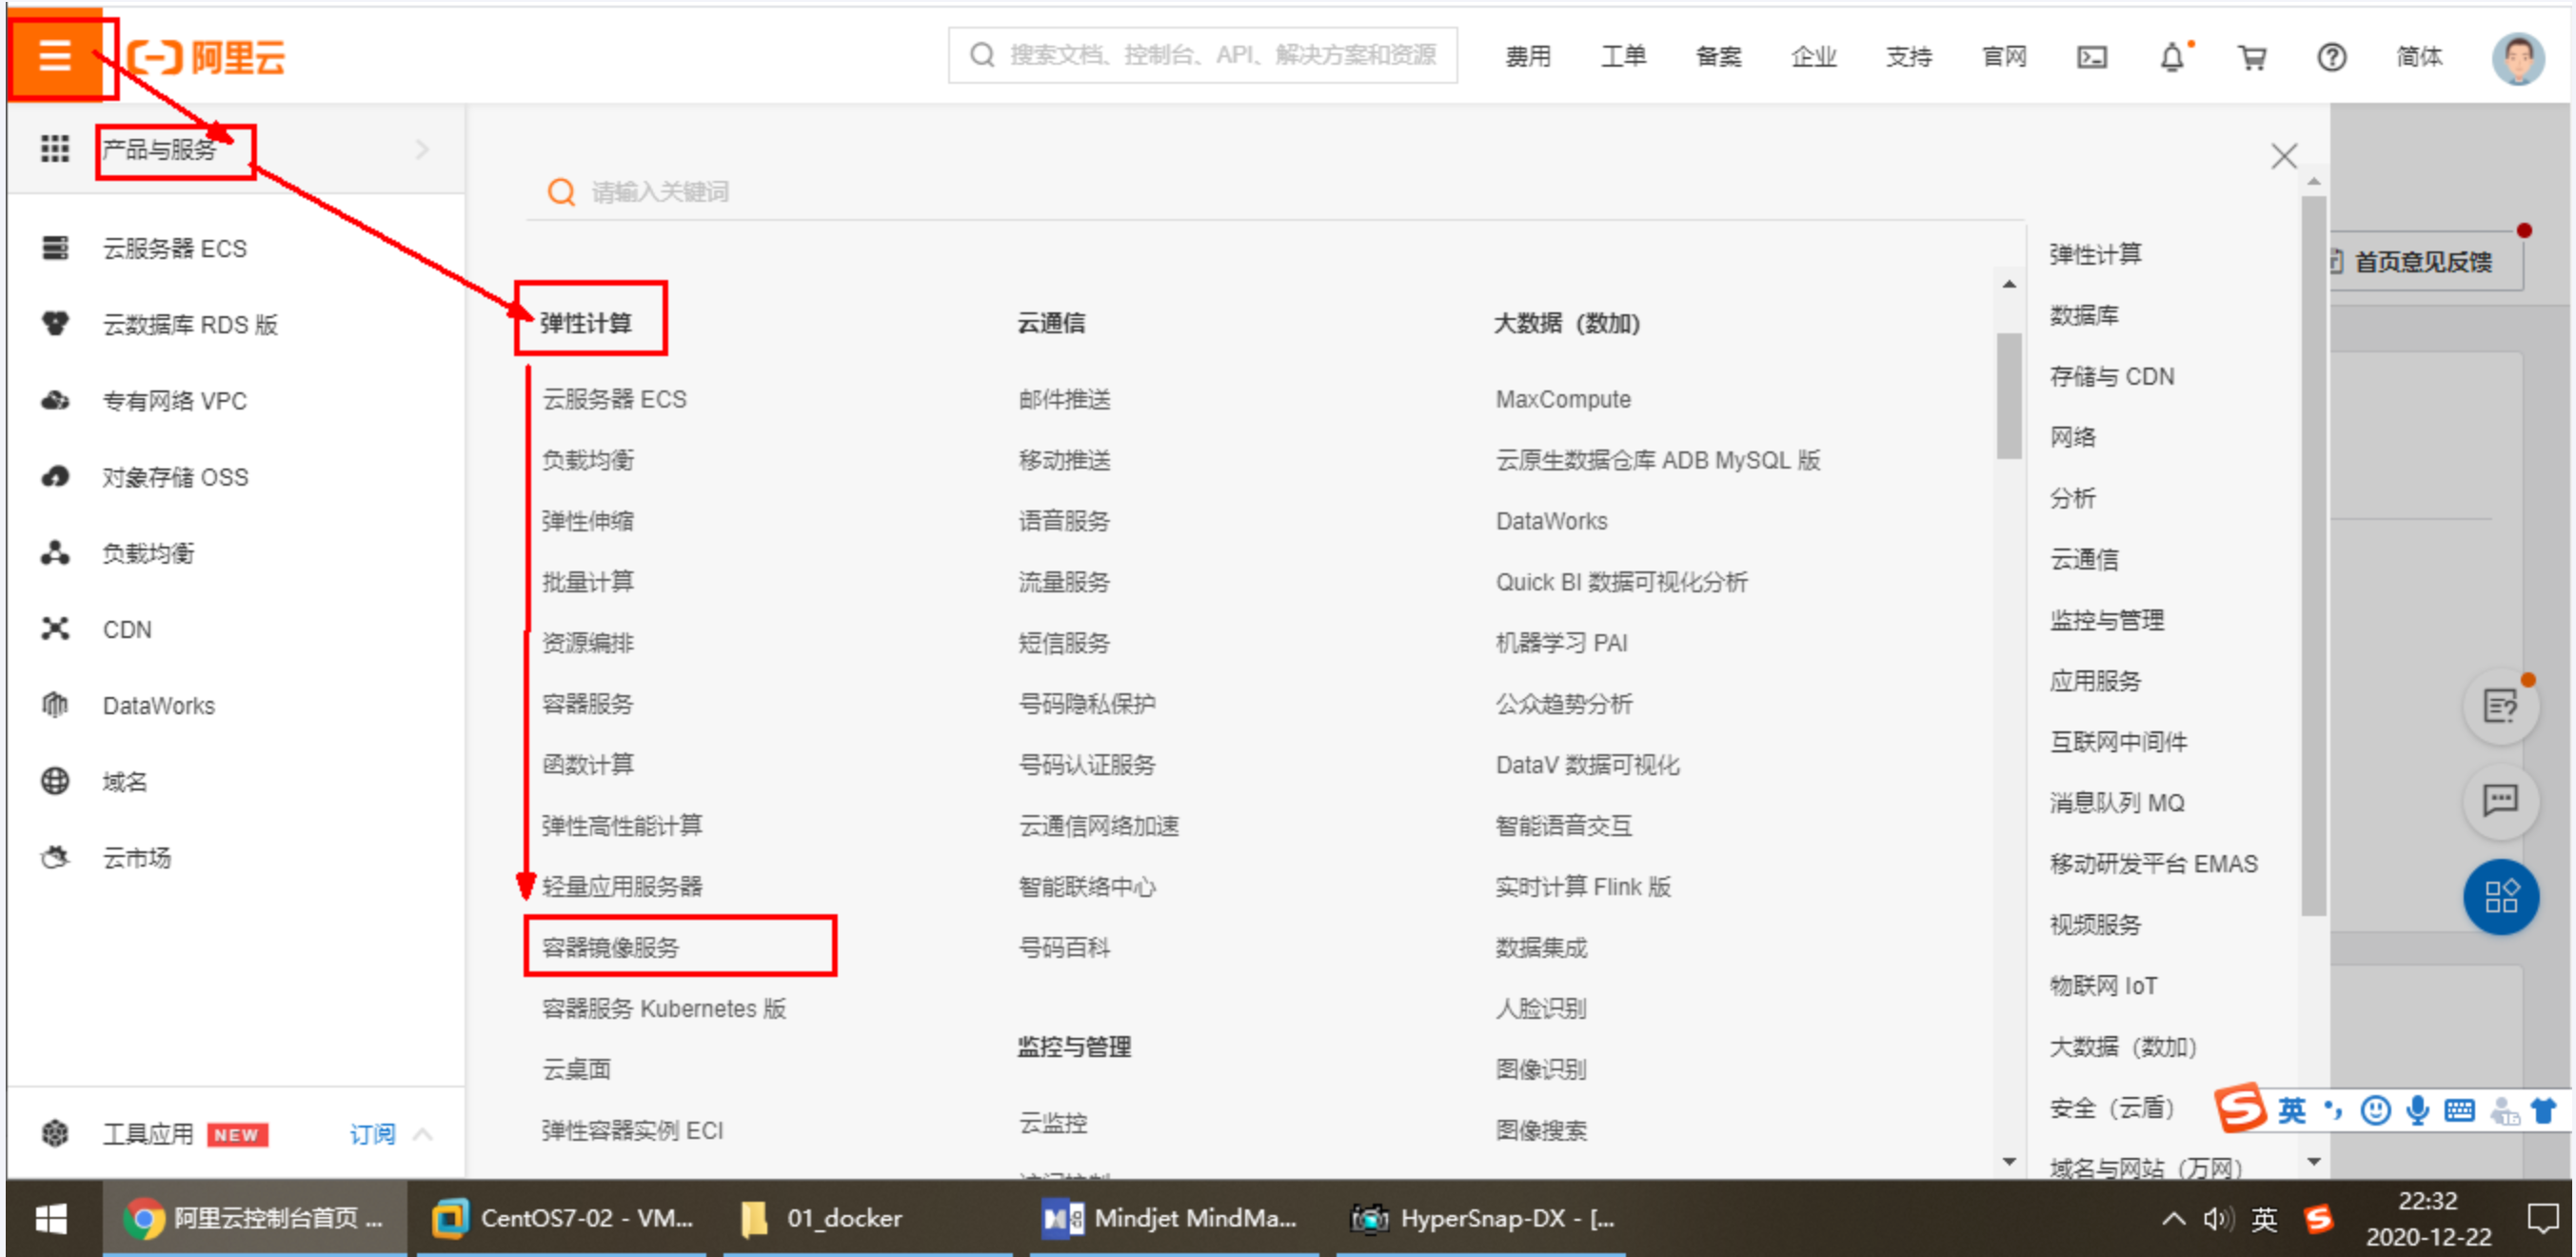 阿里云
搜索文档、控制台、API、解决方案和资源
费用 工单 备案 企业 支持 官网 简体
产品与服务
云服务器 ECS
云数据库 RDS 版
专有网络 VPC
对象存储 OSS
负载均衡
CDN
DataWorks
域名
云市场
工具应用 NEW 订阅
请输入关键词
弹性计算
云服务器 ECS
负载均衡
弹性伸缩
批量计算
资源编排
容器服务
函数计算
弹性高性能计算
轻量应用服务器
容器镜像服务
容器服务 Kubernetes 版
云桌面
弹性容器实例 ECI
云通信
邮件推送
移动推送
语音服务
流量服务
短信服务
号码隐私保护
号码认证服务
云通信网络加速
智能联络中心
号码百科
监控与管理
云监控
大数据（数加）
MaxCompute
云原生数据仓库 ADB MySQL 版
DataWorks
Quick BI 数据可视化分析
机器学习 PAI
公众趋势分析
DataV 数据可视化
智能语音交互
实时计算 Flink 版
数据集成
人脸识别
图像识别
图像搜索
弹性计算
数据库
存储与 CDN
网络
分析
云通信
监控与管理
应用服务
互联网中间件
消息队列 MQ
移动研发平台 EMAS
视频服务
物联网 IoT
大数据（数加）
安全（云盾）
域名与网站（万网）
首页意见反馈
英
阿里云控制台首页 ...
CentOS7-02 - VM...
01_docker
Mindjet MindMa...
HyperSnap-DX - [...
英
22:32
2020-12-22